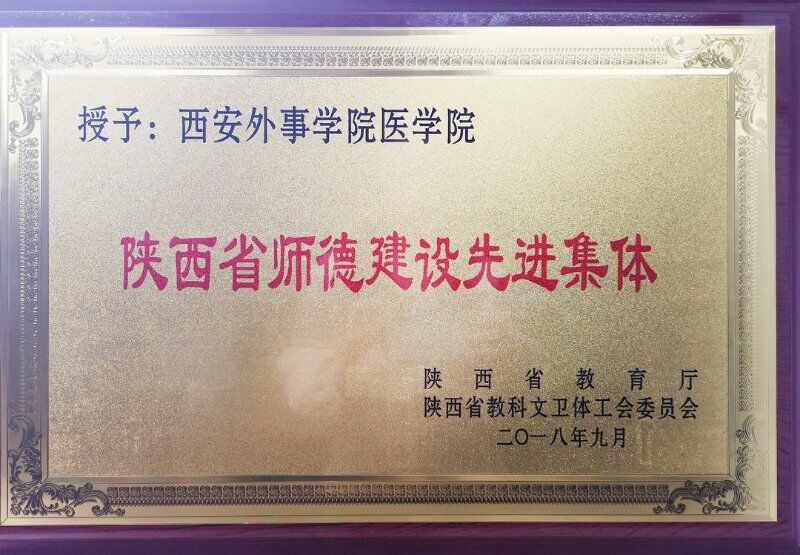 授予：西安外事学院医学院
陕西省师德建设先进集体
陕西省教育厅
陕西省教科文卫体工会委员会
二〇一八年九月